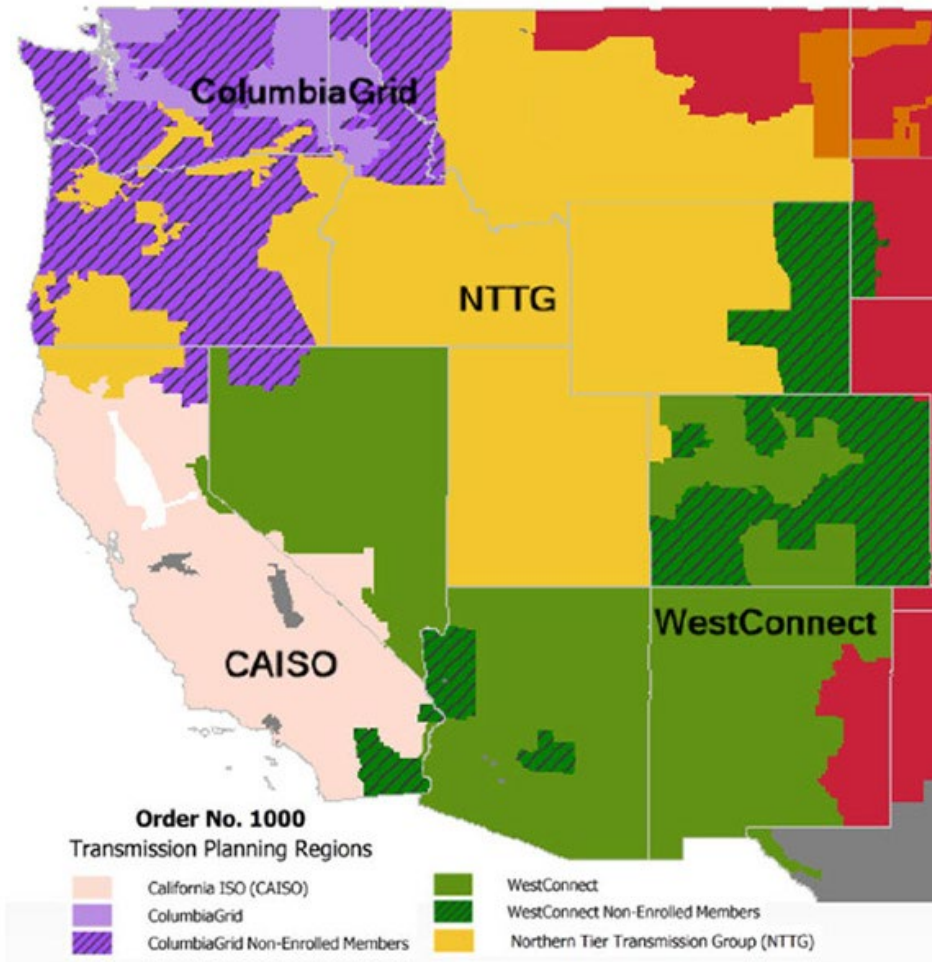 ColumbiaGrid
NTTG
WestConnect
CAISO
Order No. 1000
Transmission Planning Regions
California ISO (CAISO)
ColumbiaGrid
ColumbiaGrid Non-Enrolled Members
WestConnect
WestConnect Non-Enrolled Members
Northern Tier Transmission Group (NTTG)